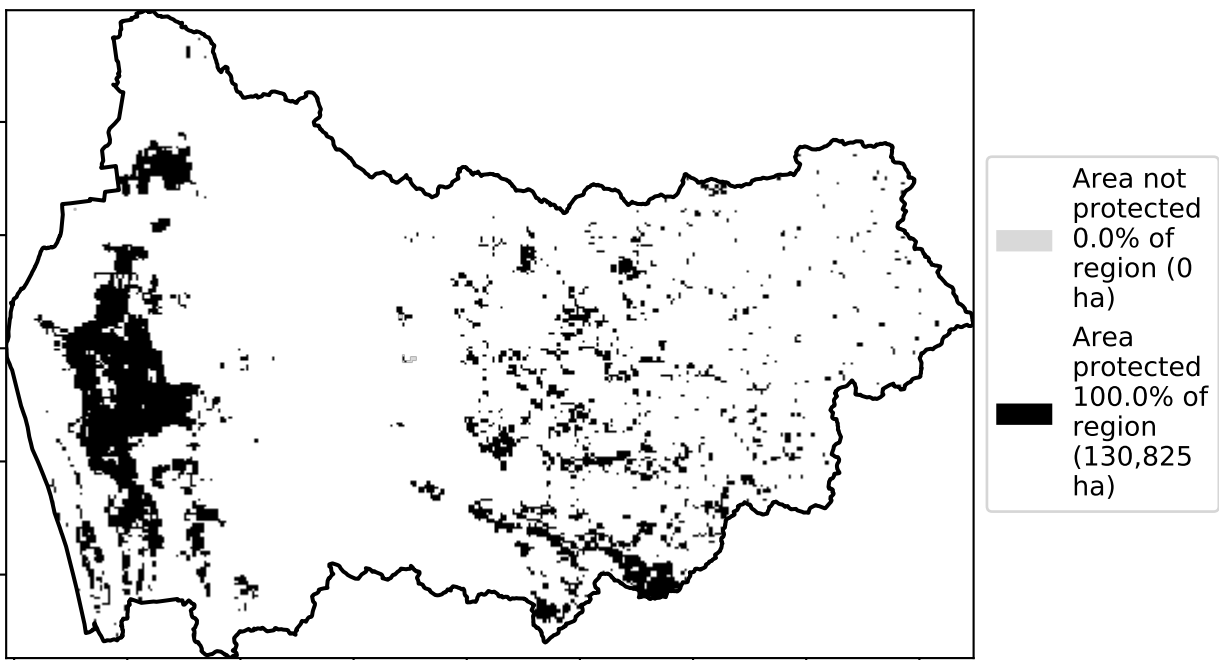 Area not
protected
0.0% of
region (0
ha)
Area
protected
100.0% of
region
(130,825
ha)